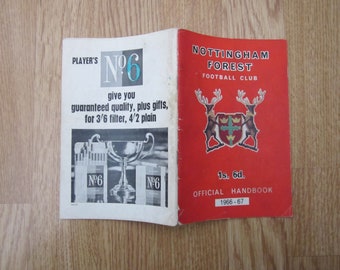 PLAYER'S No6
give you
guaranteed quality, plus gifts,
for 3'6 filter, 4'2 plain
No6
No6
NOTTINGHAM
FOREST
FOOTBALL CLUB
1s. 6d.
OFFICIAL HANDBOOK
1966-67